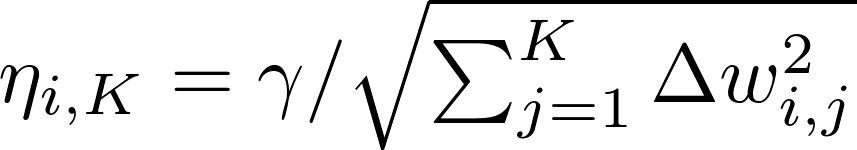 η_{i,K} = γ/√(∑_{j=1}^{K} Δw_{i,j}^{2})